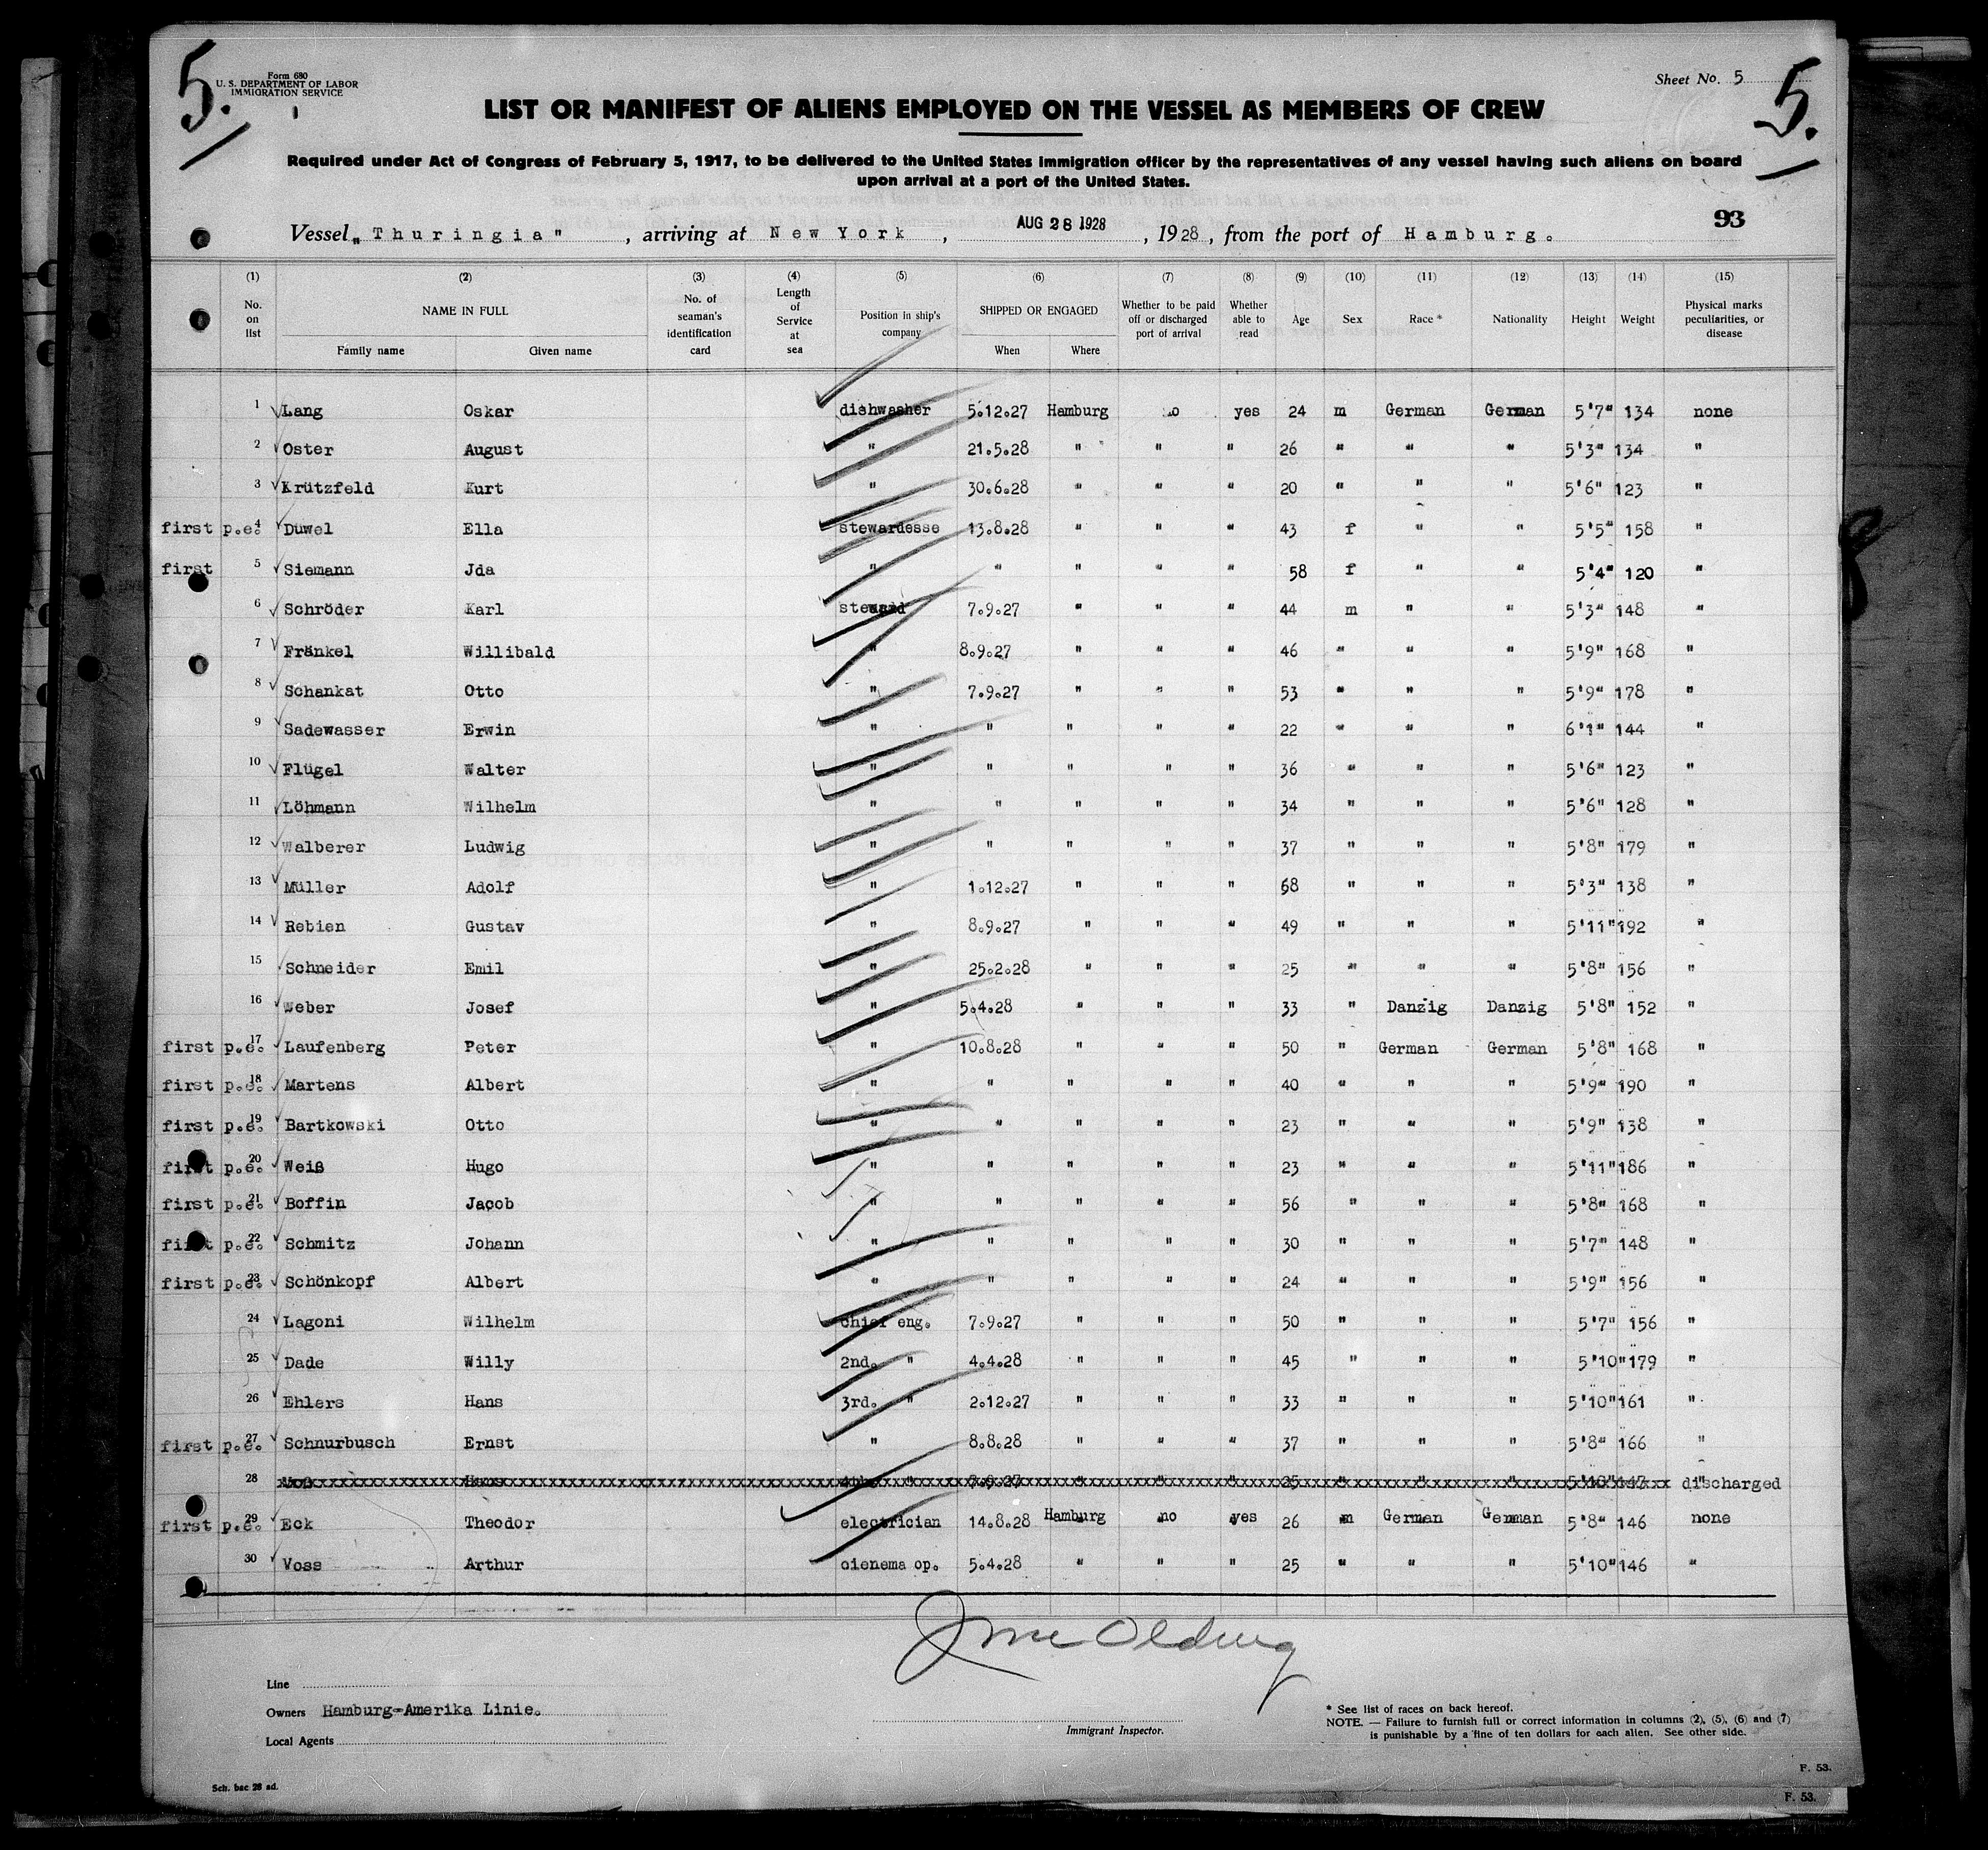 5.
Form 680
U. S. DEPARTMENT OF LABOR
IMMIGRATION SERVICE
Sheet No. 5
5.
LIST OR MANIFEST OF ALIENS EMPLOYED ON THE VESSEL AS MEMBERS OF CREW
Required under Act of Congress of February 5, 1917, to be delivered to the United States immigration officer by the representatives of any vessel having such aliens on board
upon arrival at a port of the United States.
93
Vessel „Thuringia", arriving at New York, AUG 28 1928, 1928, from the port of Hamburg.
(1) (2) (3) (4) (5) (6) (7) (8) (9) (10) (11) (12) (13) (14) (15)
No. on list NAME IN FULL Family name Given name No. of seaman's identification card Length of Service at sea Position in ship's company SHIPPED OR ENGAGED When Where Whether to be paid off or discharged port of arrival Whether able to read Age Sex Race * Nationality Height Weight Physical marks peculiarities, or disease
1 Lang Oskar dishwasher 5.12.27 Hamburg no yes 24 m German German 5'7" 134 none
2 Oster August " 21.5.28 " " " 26 " " " 5'3" 134 "
3 Krützfeld Kurt " 30.6.28 " " " 20 " " " 5'6" 123 "
first p.e. 4 Düwel Ella stewardesse 13.8.28 " " " 43 f " " 5'5" 158 "
first 5 Siemann Jda " " " " " 58 f " " 5'4" 120 "
6 Schröder Karl steward 7.9.27 " " " 44 m " " 5'3" 148 "
7 Fränkel Willibald " 8.9.27 " " " 46 " " " 5'9" 168 "
8 Schankat Otto " 7.9.27 " " " 53 " " " 5'9" 178 "
9 Sadewasser Erwin " " " " " 22 " " " 6'1" 144 "
10 Flügel Walter " " " " " 36 " " " 5'6" 123 "
11 Löhmann Wilhelm " " " " " 34 " " " 5'6" 128 "
12 Walberer Ludwig " " " " " 37 " " " 5'8" 179 "
13 Müller Adolf " 1.12.27 " " " 68 " " " 5'3" 138 "
14 Rebien Gustav " 8.9.27 " " " 49 " " " 5'11" 192 "
15 Schneider Emil " 25.2.28 " " " 25 " " " 5'8" 156 "
16 Weber Josef " 5.4.28 " " " 33 " Danzig Danzig 5'8" 152 "
first p.e. 17 Laufenberg Peter " 10.8.28 " " " 50 " German German 5'8" 168 "
first p.e. 18 Martens Albert " " " " " 40 " " " 5'9" 190 "
first p.e. 19 Bartkowski Otto " " " " " 23 " " " 5'9" 138 "
first p.e. 20 Weiß Hugo " " " " " 23 " " " 5'11" 186 "
first p.e. 21 Boffin Jacob " " " " " 56 " " " 5'8" 168 "
first p.e. 22 Schmitz Johann " " " " " 30 " " " 5'7" 148 "
first p.e. 23 Schönkopf Albert " " " " " 24 " " " 5'9" 156 "
24 Lagoni Wilhelm chief eng. 7.9.27 " " " 50 " " " 5'7" 156 "
25 Dade Willy 2nd. " 4.4.28 " " " 45 " " " 5'10" 179 "
26 Ehlers Hans 3rd. " 2.12.27 " " " 33 " " " 5'10" 161 "
first p.e. 27 Schnurbusch Ernst " 8.8.28 " " " 37 " " " 5'8" 166 "
28 Hans 4th. " 7.9.27 " " " 25 " " " 5'10" 147 " discharged
first p.e. 29 Eck Theodor electrician 14.8.28 Hamburg no yes 26 m German German 5'8" 146 none
30 Voss Arthur cienema op. 5.4.28 " " " 25 " " " 5'10" 146 "
Line
Owners Hamburg-Amerika Linie.
Local Agents
Immigrant Inspector.
* See list of races on back hereof.
NOTE. — Failure to furnish full or correct information in columns (2), (5), (6) and (7)
is punishable by a fine of ten dollars for each alien. See other side.
Sch. bac 28 ad.
F. 53.
F. 53.